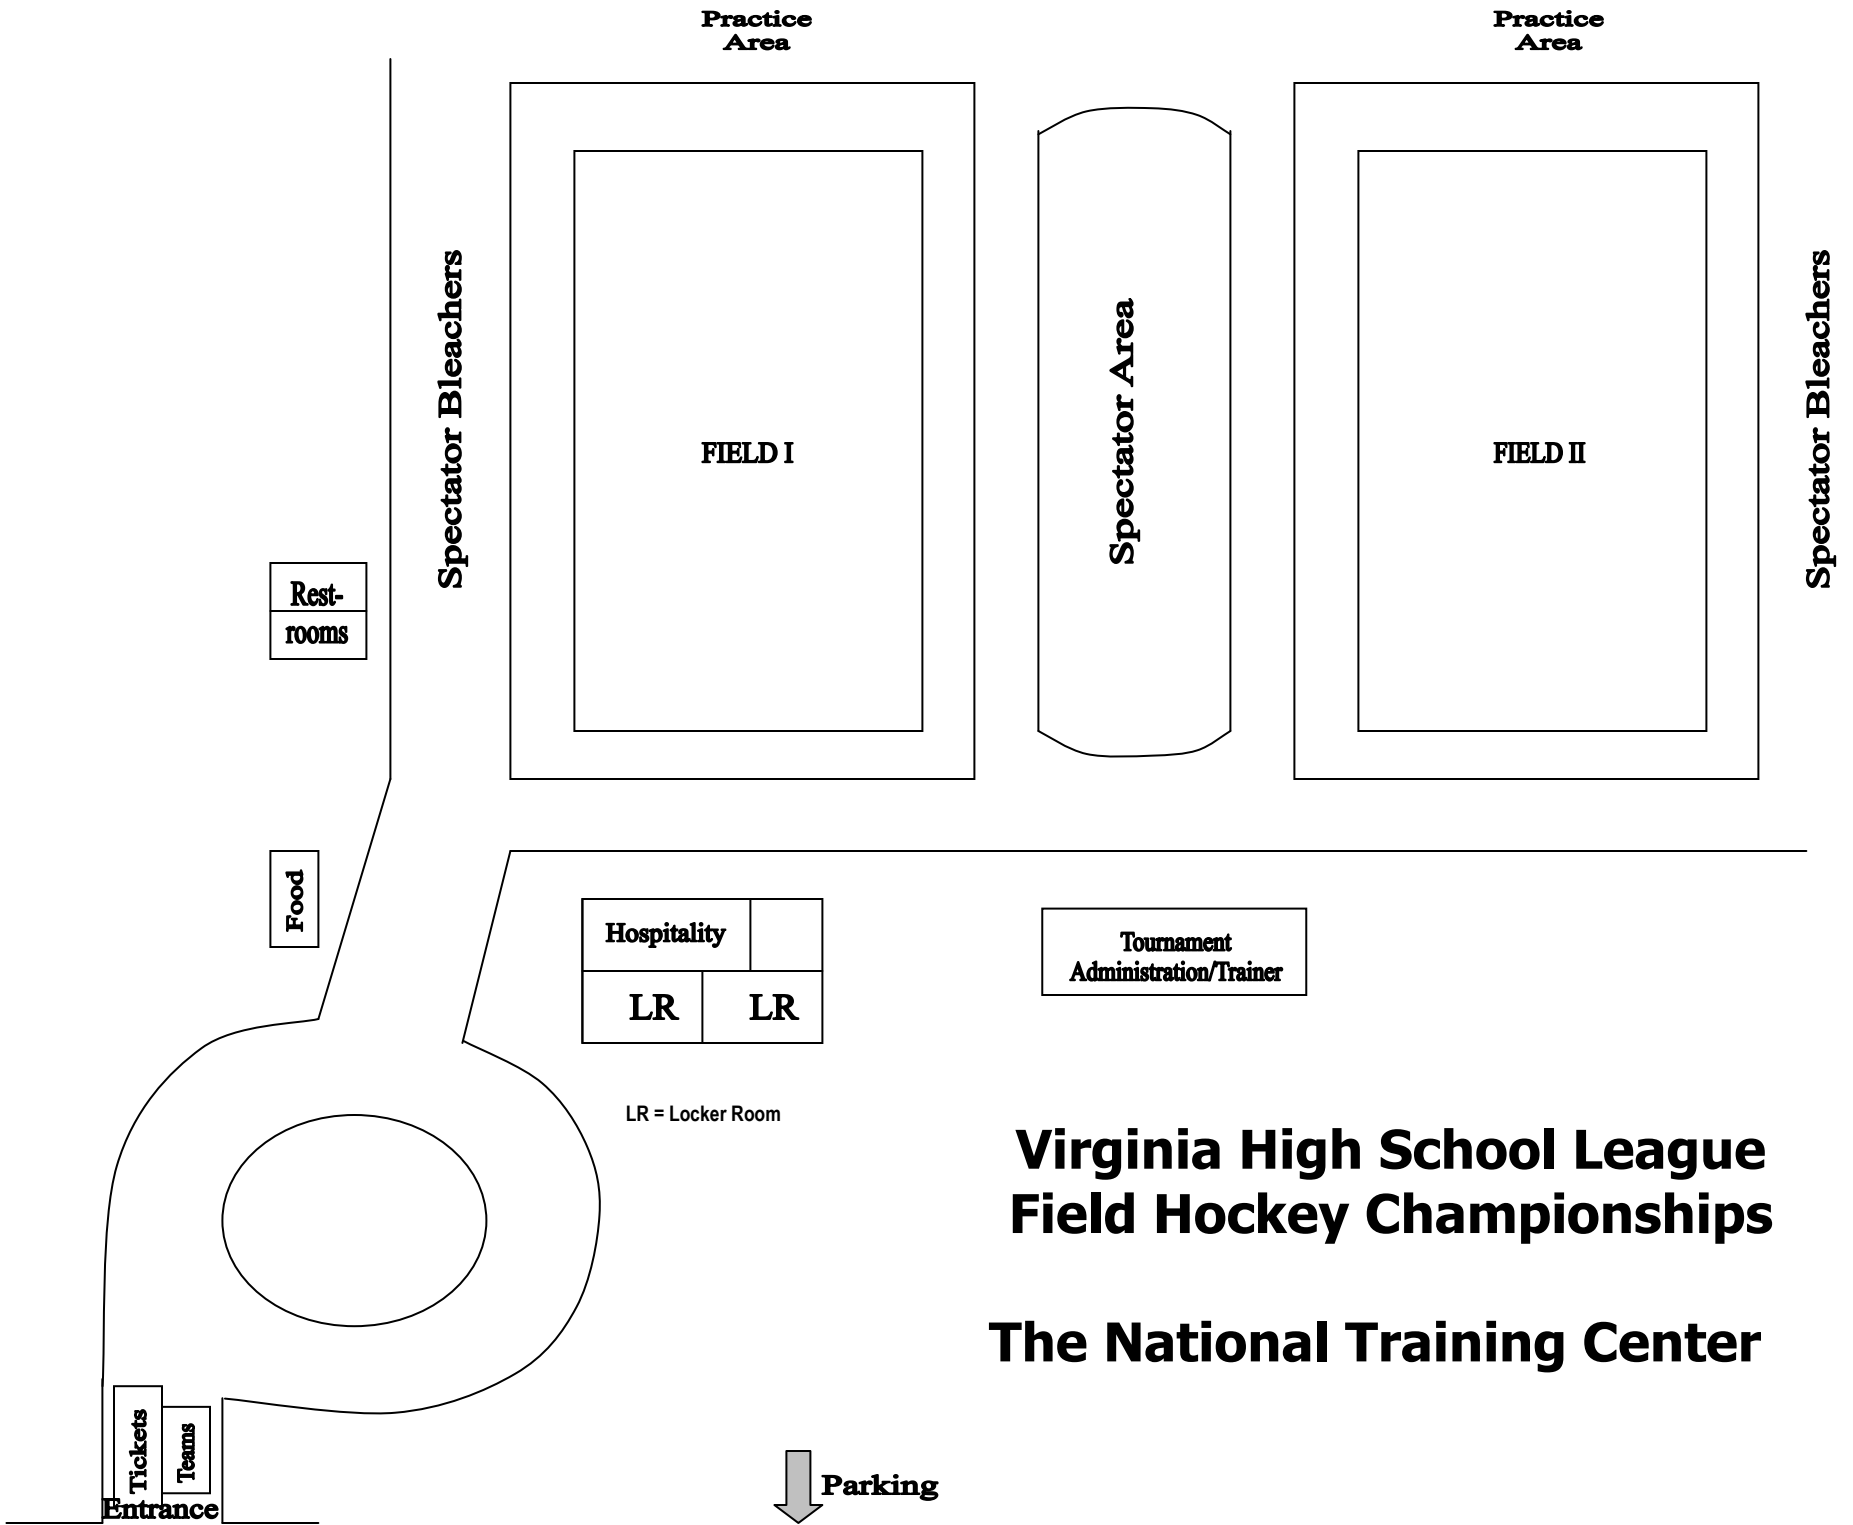 Practice
Area
Practice
Area
Spectator Bleachers
FIELD I
Spectator Area
FIELD II
Spectator Bleachers
Rest-
rooms
Food
Hospitality
LR
LR
Tournament
Administration/Trainer
LR = Locker Room
Virginia High School League
Field Hockey Championships
The National Training Center
Tickets
Teams
Entrance
Parking